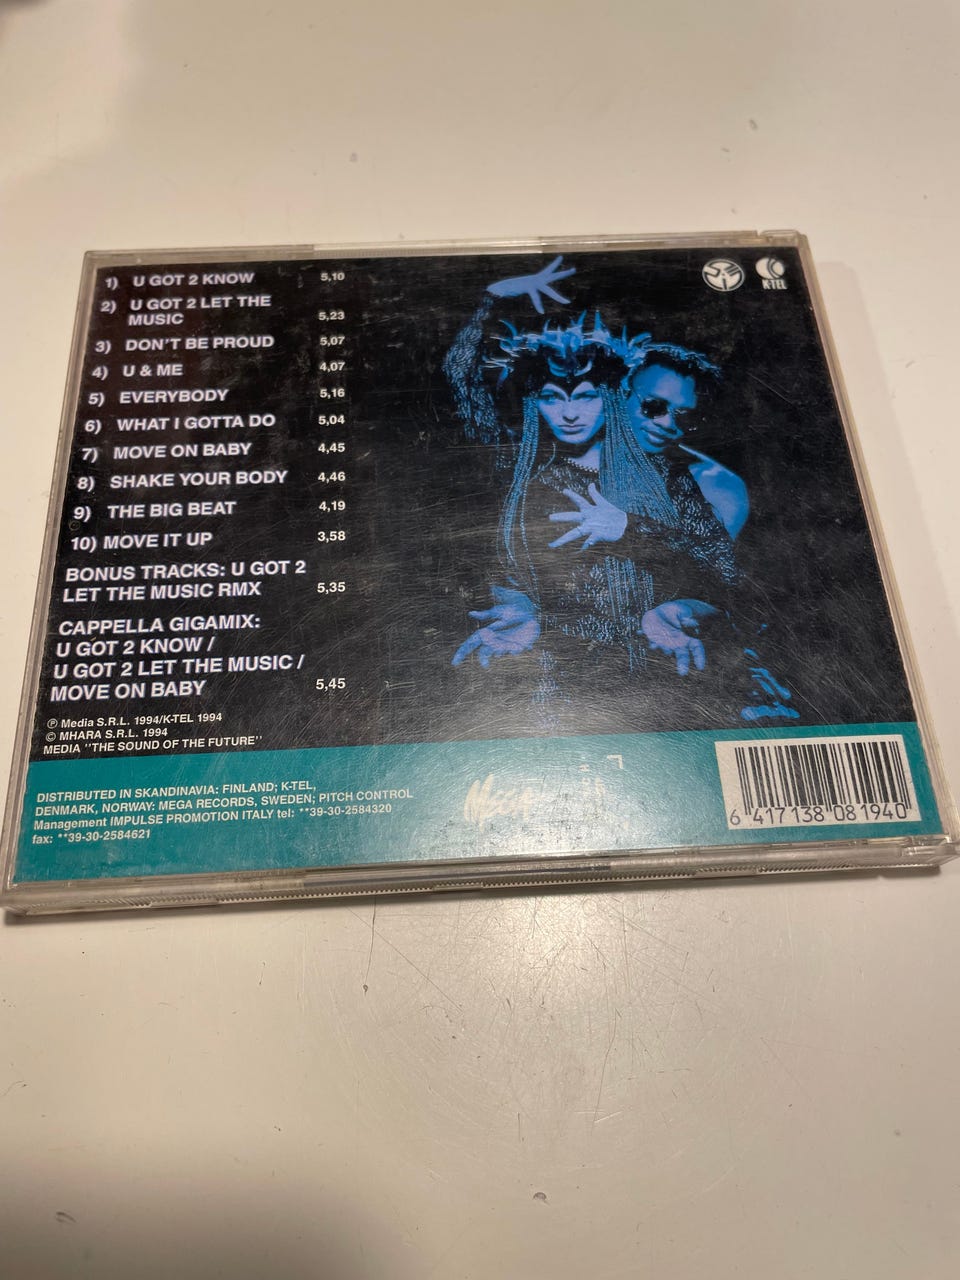 1) U GOT 2 KNOW 5,10
2) U GOT 2 LET THE
MUSIC 5,23
3) DON'T BE PROUD 5,07
4) U & ME 4,07
5) EVERYBODY 5,16
6) WHAT I GOTTA DO 5,04
7) MOVE ON BABY 4,45
8) SHAKE YOUR BODY 4,46
9) THE BIG BEAT 4,19
10) MOVE IT UP 3,58
BONUS TRACKS: U GOT 2
LET THE MUSIC RMX 5,35
CAPPELLA GIGAMIX:
U GOT 2 KNOW /
U GOT 2 LET THE MUSIC /
MOVE ON BABY 5,45
℗ Media S.R.L. 1994/K-TEL 1994
© MHARA S.R.L. 1994
MEDIA "THE SOUND OF THE FUTURE"
DISTRIBUTED IN SKANDINAVIA: FINLAND; K-TEL,
DENMARK, NORWAY: MEGA RECORDS, SWEDEN; PITCH CONTROL
Management IMPULSE PROMOTION ITALY tel: **39-30-2584320
fax: **39-30-2584621
K-TEL
6 417138 081940